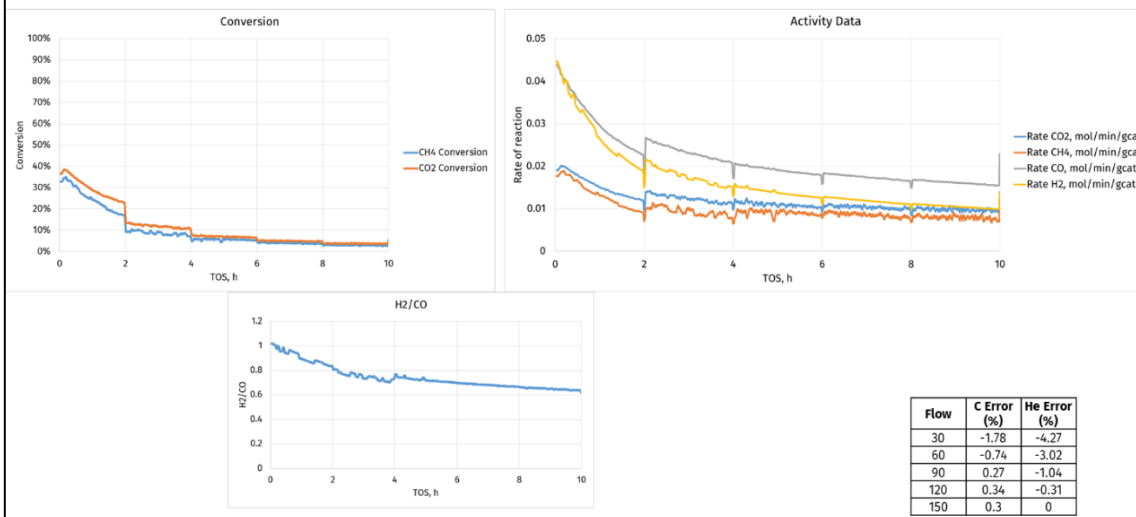 Conversion
100%
90%
80%
70%
60%
50%
40%
30%
20%
10%
0%
Conversion
0 2 4 6 8 10
TOS, h
CH4 Conversion
CO2 Conversion
Activity Data
0.05
0.04
0.03
0.02
0.01
0
Rate of reaction
0 2 4 6 8 10
TOS, h
Rate CO2, mol/min/gcat
Rate CH4, mol/min/gcat
Rate CO, mol/min/gcat
Rate H2, mol/min/gcat
H2/CO
1.2
1
0.8
0.6
0.4
0.2
0
H2/CO
0 2 4 6 8 10
TOS, h
Flow C Error (%) He Error (%)
30 -1.78 -4.27
60 -0.74 -3.02
90 0.27 -1.04
120 0.34 -0.31
150 0.3 0